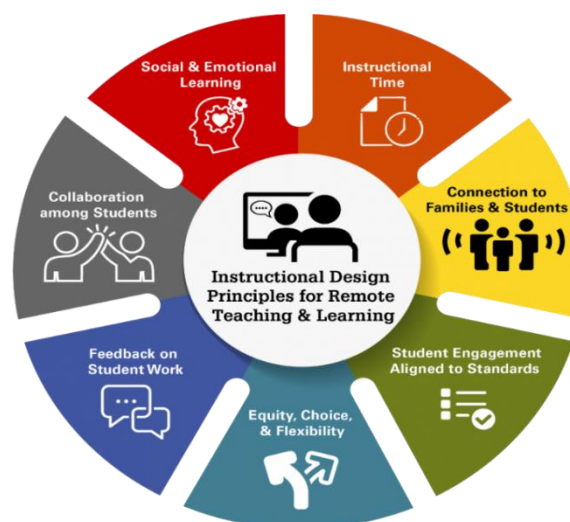 Social & Emotional
Learning
Instructional
Time
Connection to
Families & Students
Student Engagement
Aligned to Standards
Equity, Choice,
& Flexibility
Feedback on
Student Work
Collaboration
among Students
Instructional Design
Principles for Remote
Teaching & Learning